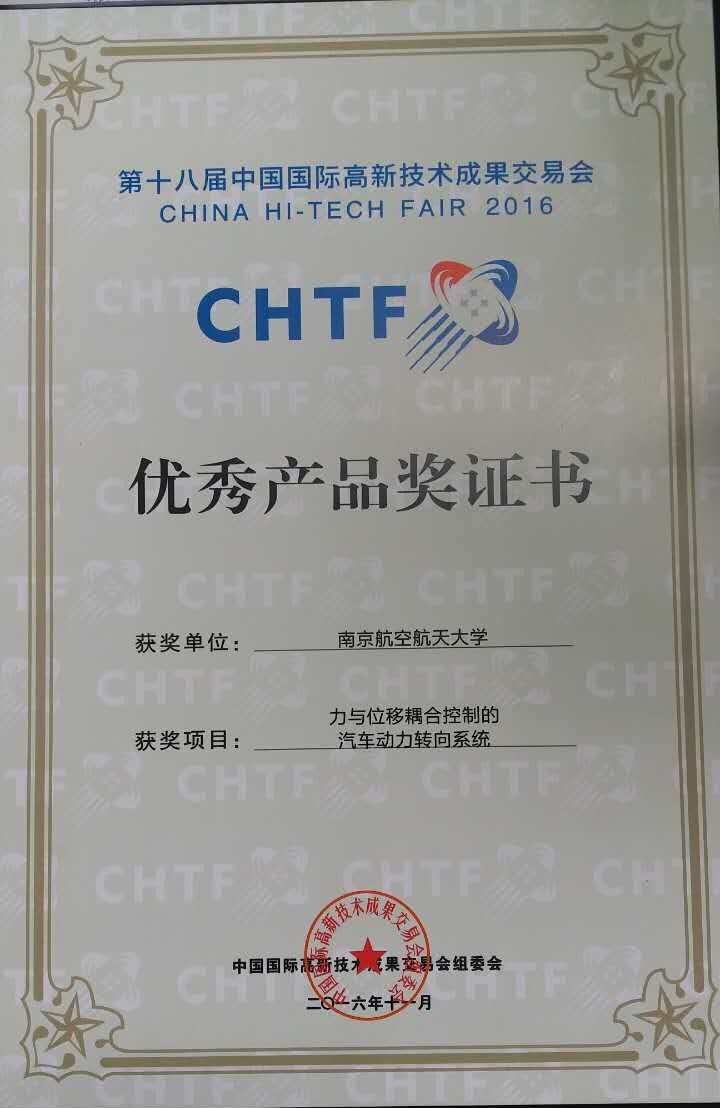 第十八届中国国际高新技术成果交易会
CHINA HI-TECH FAIR 2016
CHTF
优秀产品奖证书
获奖单位：南京航空航天大学
获奖项目：力与位移耦合控制的
汽车动力转向系统
中国国际高新技术成果交易会组委会
二〇一六年十一月